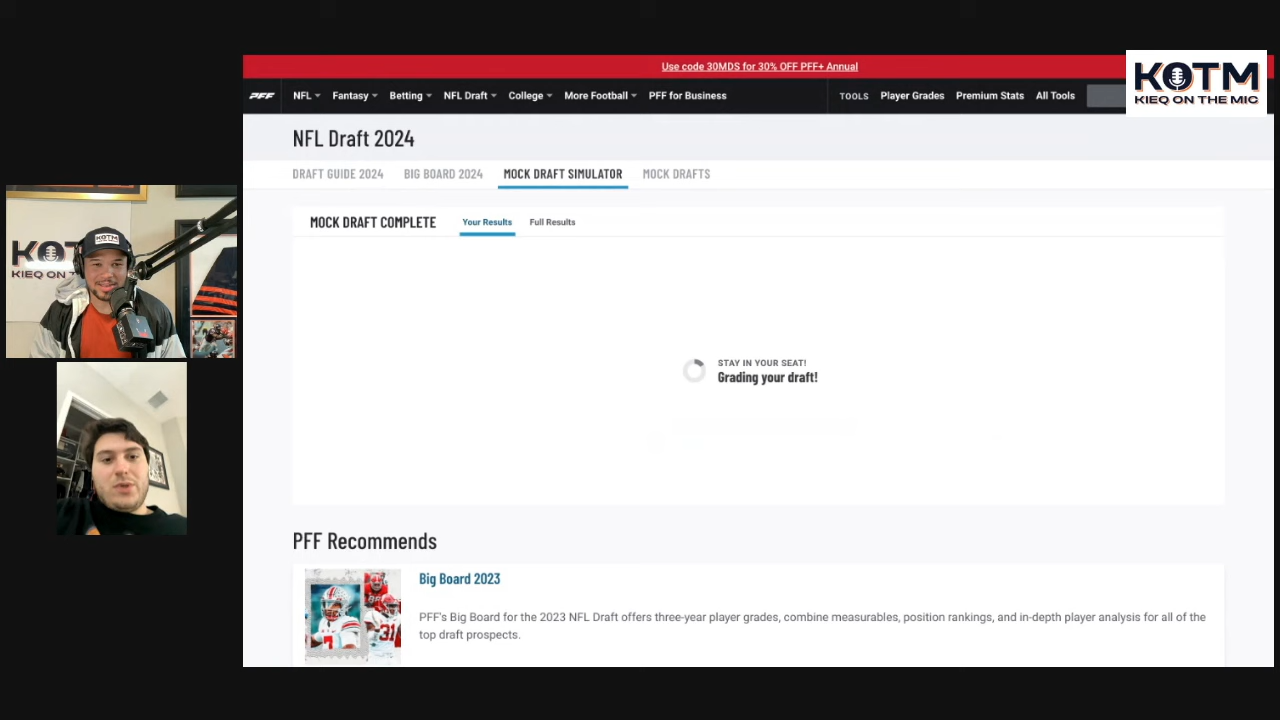 Use code 30MDS for 30% OFF PFF+ Annual
KOTM
KIEQ ON THE MIC
PFF NFL Fantasy Betting NFL Draft College More Football PFF for Business TOOLS Player Grades Premium Stats All Tools
NFL Draft 2024
DRAFT GUIDE 2024 BIG BOARD 2024 MOCK DRAFT SIMULATOR MOCK DRAFTS
MOCK DRAFT COMPLETE Your Results Full Results
KOTM
KOT
KIEQ ON T
STAY IN YOUR SEAT!
Grading your draft!
PFF Recommends
Big Board 2023
PFF's Big Board for the 2023 NFL Draft offers three-year player grades, combine measurables, position rankings, and in-depth player analysis for all of the
top draft prospects.
7
31